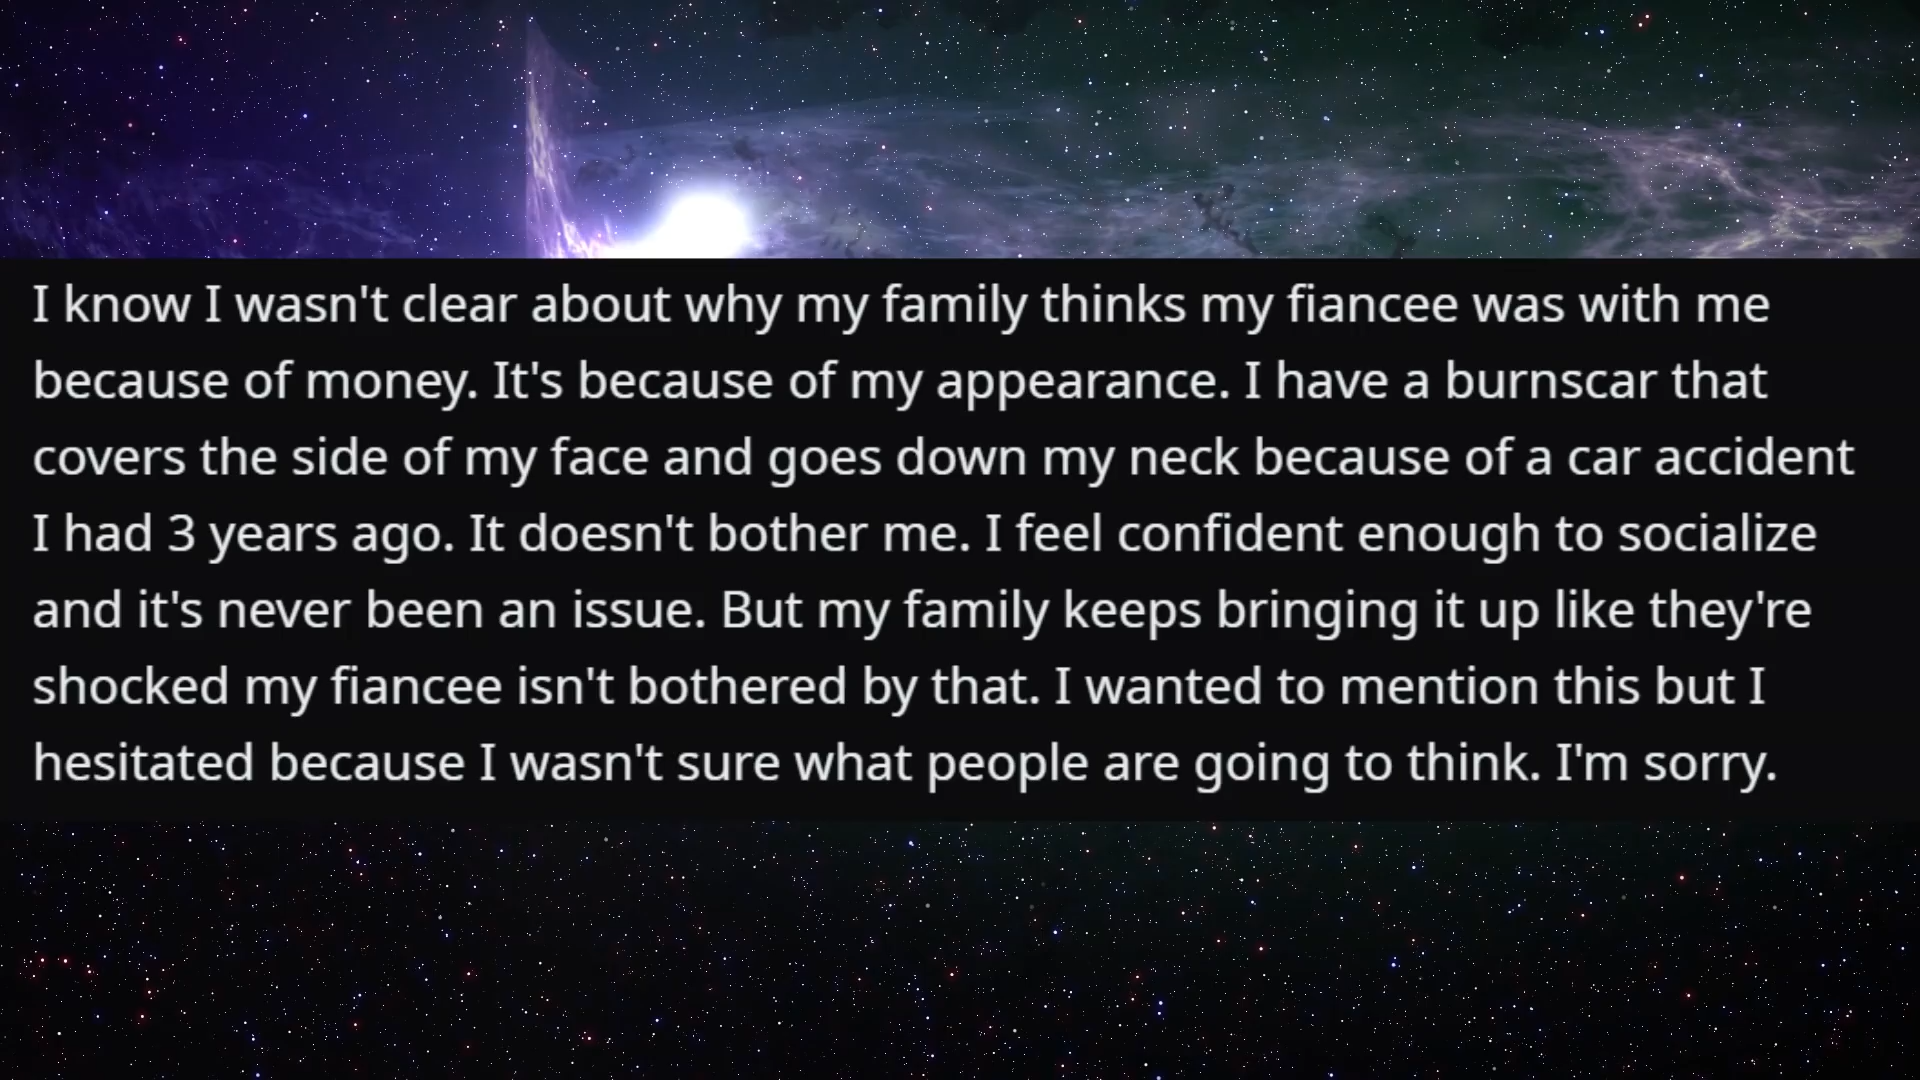 I know I wasn't clear about why my family thinks my fiancee was with me
because of money. It's because of my appearance. I have a burnscar that
covers the side of my face and goes down my neck because of a car accident
I had 3 years ago. It doesn't bother me. I feel confident enough to socialize
and it's never been an issue. But my family keeps bringing it up like they're
shocked my fiancee isn't bothered by that. I wanted to mention this but I
hesitated because I wasn't sure what people are going to think. I'm sorry.